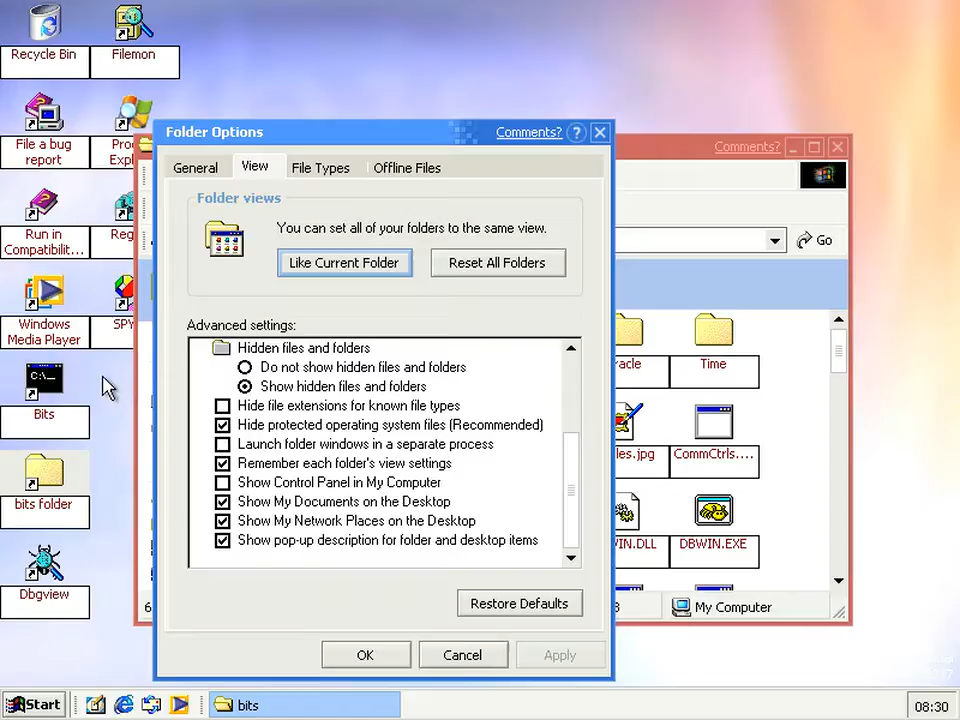 Recycle Bin
Filemon
File a bug
report
Run in
Compatibilit...
Windows
Media Player
Bits
bits folder
Dbgview
Folder Options
Comments?
General
View
File Types
Offline Files
Folder views
You can set all of your folders to the same view.
Like Current Folder
Reset All Folders
Advanced settings:
Hidden files and folders
Do not show hidden files and folders
Show hidden files and folders
Hide file extensions for known file types
Hide protected operating system files (Recommended)
Launch folder windows in a separate process
Remember each folder's view settings
Show Control Panel in My Computer
Show My Documents on the Desktop
Show My Network Places on the Desktop
Show pop-up description for folder and desktop items
Restore Defaults
OK
Cancel
Apply
Comments?
Go
Time
CommCtrls....
DBWIN.EXE
My Computer
Start
bits
08:30